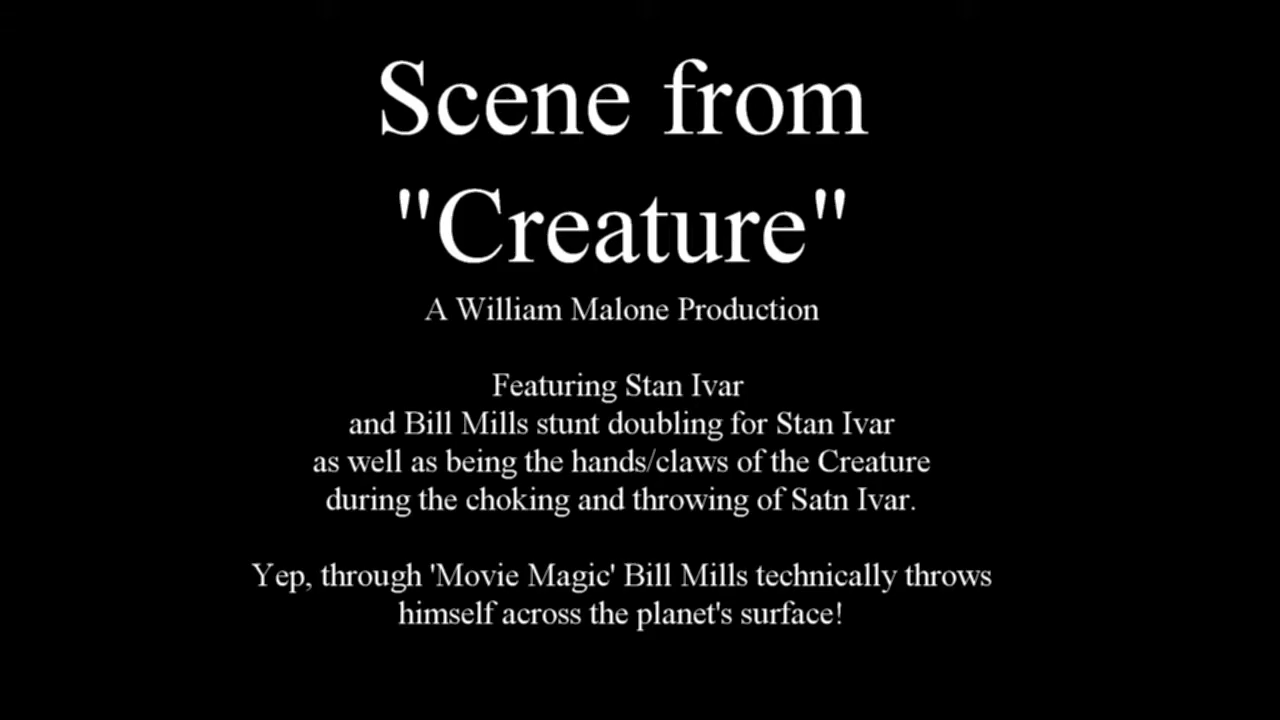 Scene from
"Creature"
A William Malone Production
Featuring Stan Ivar
and Bill Mills stunt doubling for Stan Ivar
as well as being the hands/claws of the Creature
during the choking and throwing of Satn Ivar.
Yep, through 'Movie Magic' Bill Mills technically throws
himself across the planet's surface!